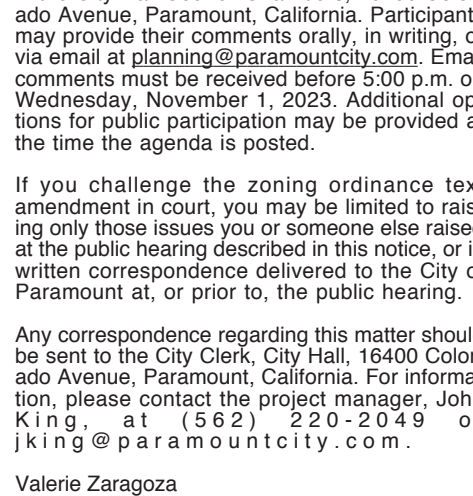 ado Avenue, Paramount, California. Participant
may provide their comments orally, in writing, o
via email at planning@paramountcity.com. Ema
comments must be received before 5:00 p.m. o
Wednesday, November 1, 2023. Additional op
tions for public participation may be provided a
the time the agenda is posted.
If you challenge the zoning ordinance tex
amendment in court, you may be limited to rais
ing only those issues you or someone else raise
at the public hearing described in this notice, or i
written correspondence delivered to the City o
Paramount at, or prior to, the public hearing.
Any correspondence regarding this matter shoul
be sent to the City Clerk, City Hall, 16400 Color
ado Avenue, Paramount, California. For informa
tion, please contact the project manager, Joh
King, at (562) 220-2049 o
jking@paramountcity.com.
Valerie Zaragoza